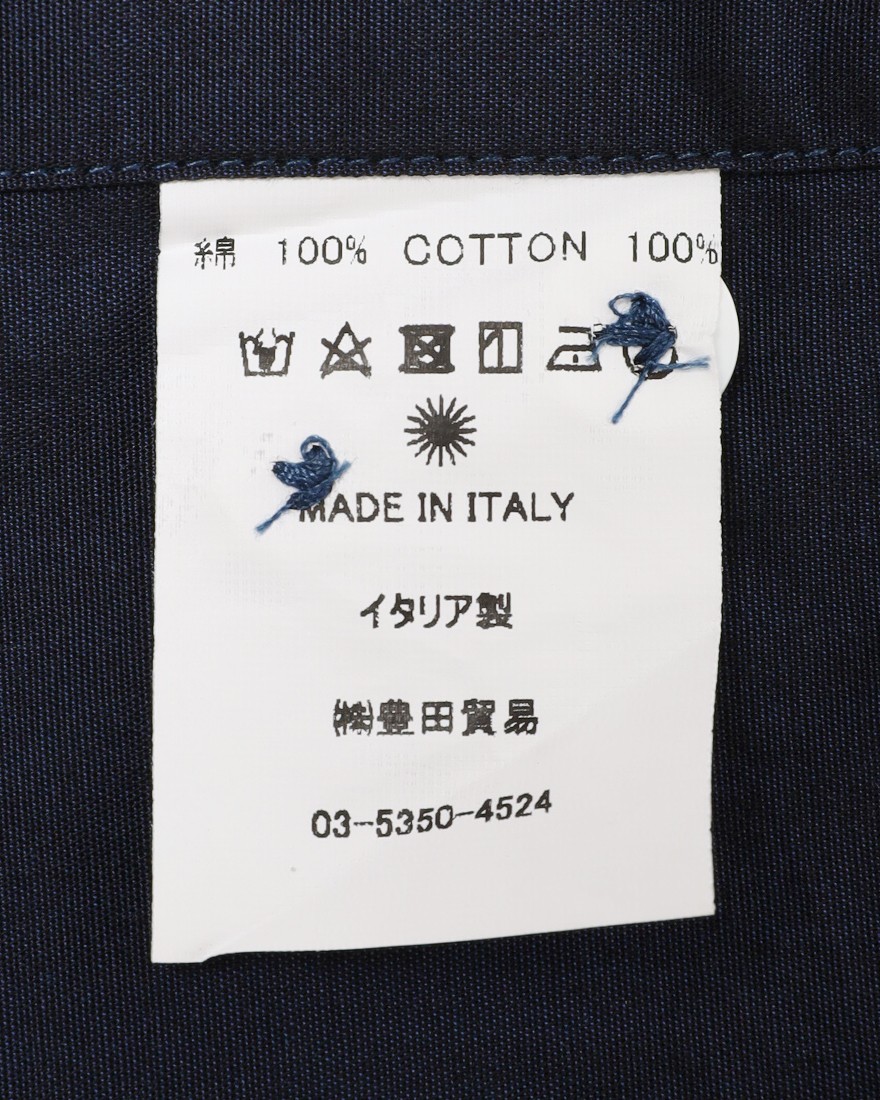 綿 100% COTTON 100%
MADE IN ITALY
イタリア製
㈱豊田貿易
03-5350-4524